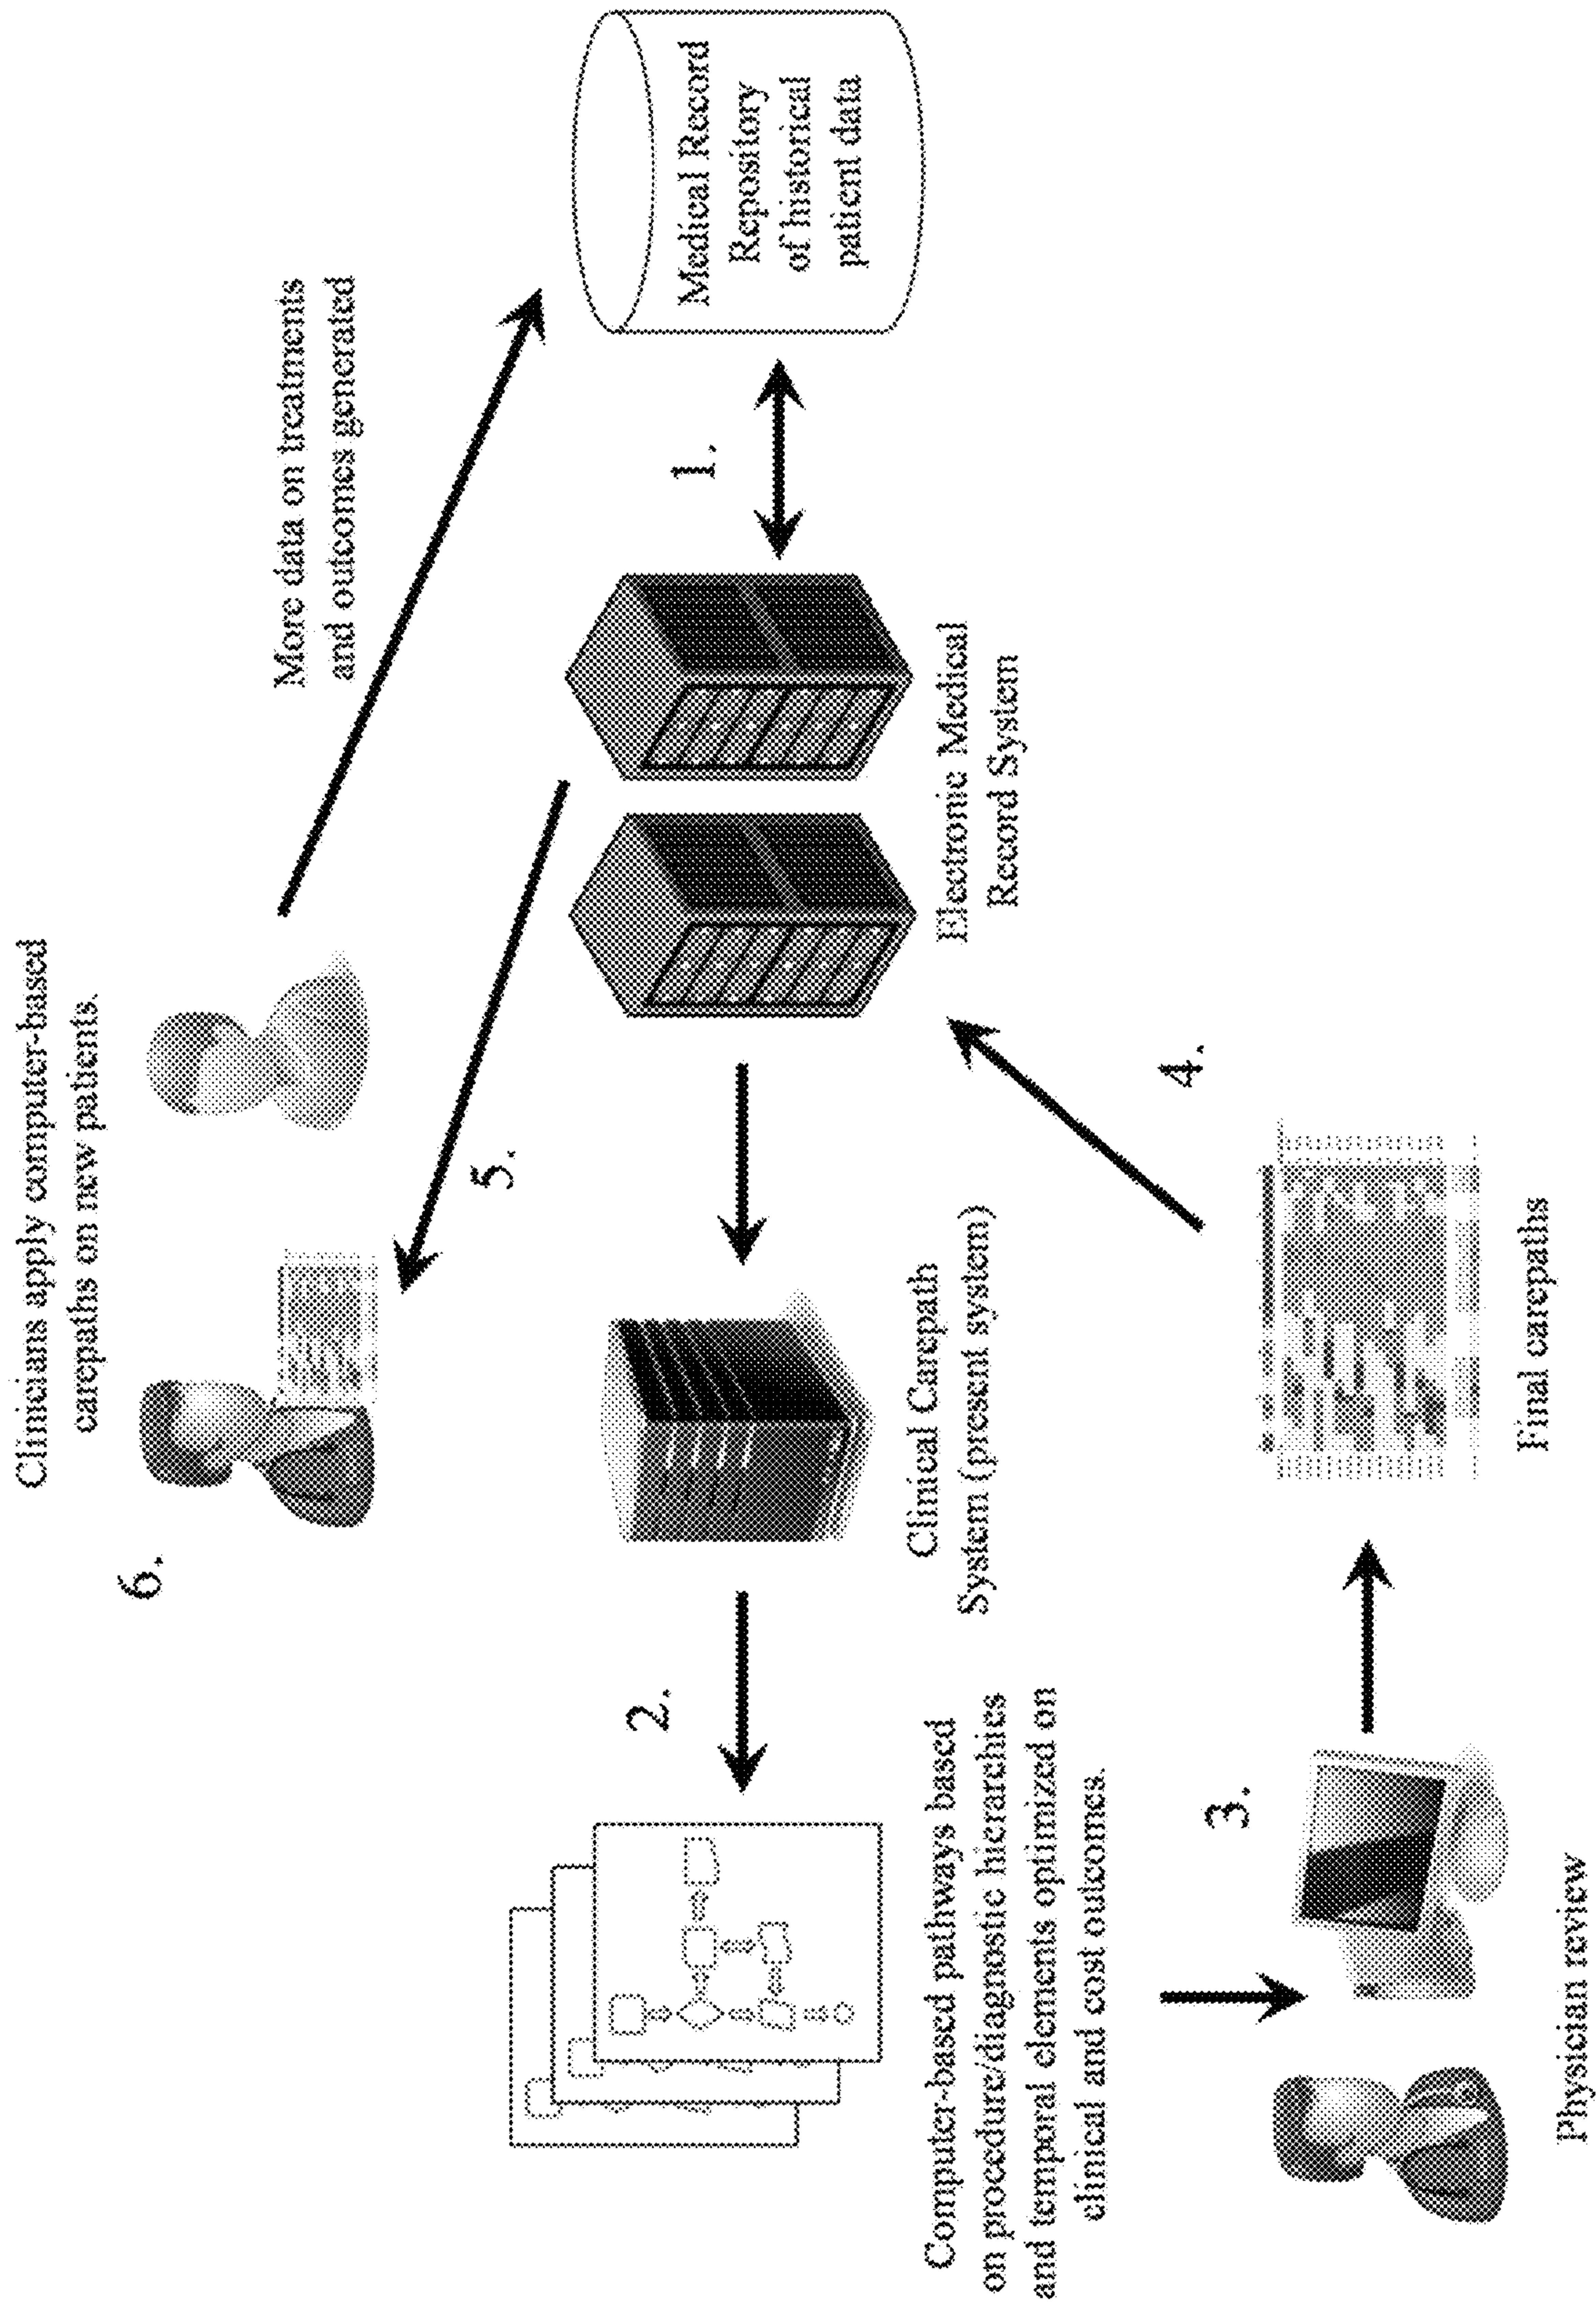 6.
Clinicians apply computer-based
carepaths on new patients.
More data on treatments
and outcomes generated
5.
2.
1.
Computer-based pathways based
on procedure/diagnostic hierarchies
and temporal elements optimized on
clinical and cost outcomes.
Clinical Carepath
System (present system)
Electronic Medical
Record System
Medical Record
Repository
of historical
patient data
3.
4.
Physician review
Final carepaths